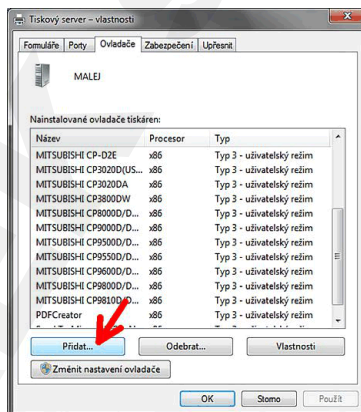 Tiskový server – vlastnosti
Formuláře Porty Ovladače Zabezpečení Upřesnit
MALEJ
Nainstalované ovladače tiskáren:
Název Procesor Typ
MITSUBISHI CP-D2E x86 Typ 3 - uživatelský režim
MITSUBISHI CP3020D(US... x86 Typ 3 - uživatelský režim
MITSUBISHI CP3020DA x86 Typ 3 - uživatelský režim
MITSUBISHI CP3800DW x86 Typ 3 - uživatelský režim
MITSUBISHI CP8000D/D... x86 Typ 3 - uživatelský režim
MITSUBISHI CP9000D/D... x86 Typ 3 - uživatelský režim
MITSUBISHI CP9500D/D... x86 Typ 3 - uživatelský režim
MITSUBISHI CP9550D/D... x86 Typ 3 - uživatelský režim
MITSUBISHI CP9600D/D... x86 Typ 3 - uživatelský režim
MITSUBISHI CP9800D/D... x86 Typ 3 - uživatelský režim
MITSUBISHI CP9810D/D... x86 Typ 3 - uživatelský režim
PDFCreator x86 Typ 3 - uživatelský režim
Přidat... Odebrat... Vlastnosti
Změnit nastavení ovladače
OK Storno Použít